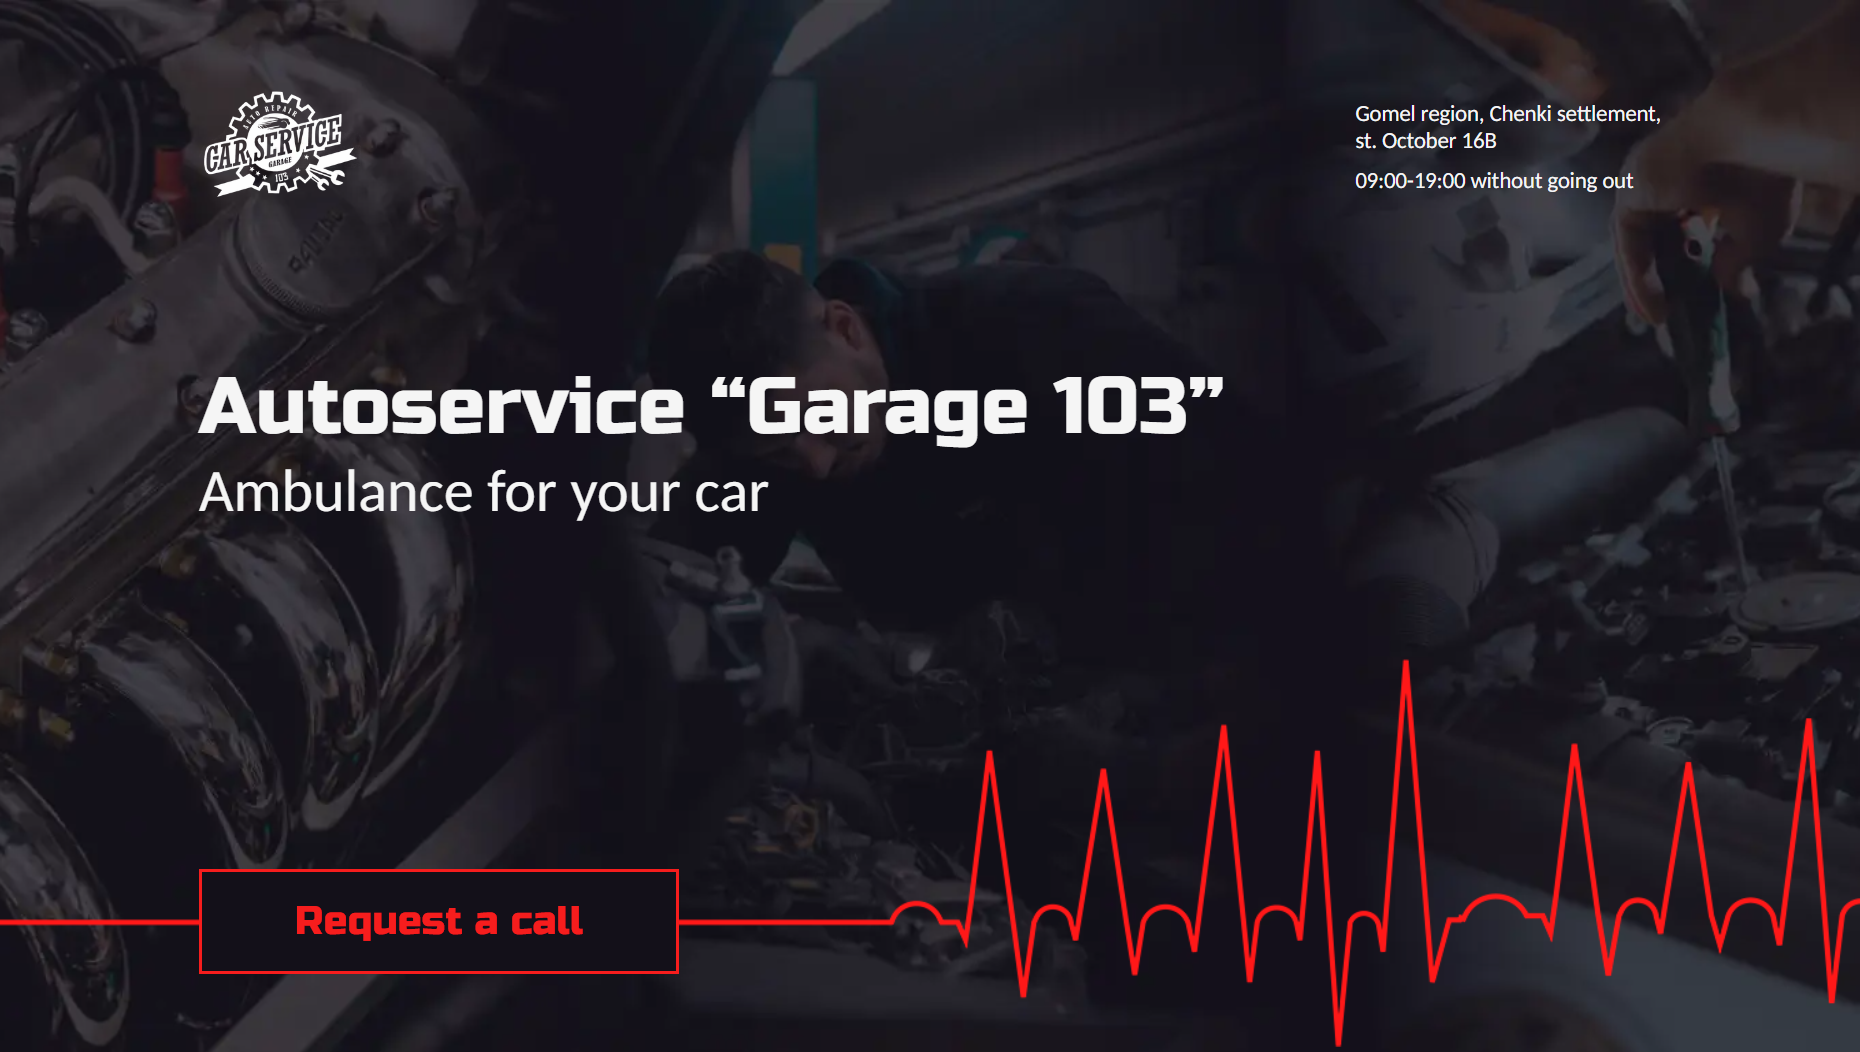 AUTO REPAIR
CAR SERVICE
GARAGE
103
Gomel region, Chenki settlement,
st. October 16B
09:00-19:00 without going out
Autoservice “Garage 103”
Ambulance for your car
Request a call